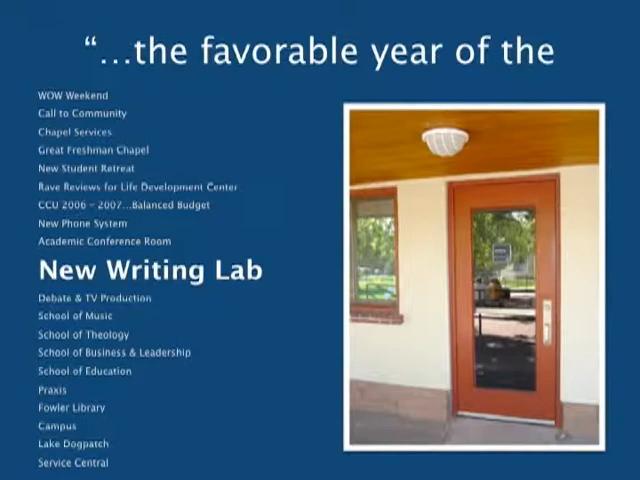 “...the favorable year of the
WOW Weekend
Call to Community
Chapel Services
Great Freshman Chapel
New Student Retreat
Rave Reviews for Life Development Center
CCU 2006 – 2007...Balanced Budget
New Phone System
Academic Conference Room
New Writing Lab
Debate & TV Production
School of Music
School of Theology
School of Business & Leadership
School of Education
Praxis
Fowler Library
Campus
Lake Dogpatch
Service Central